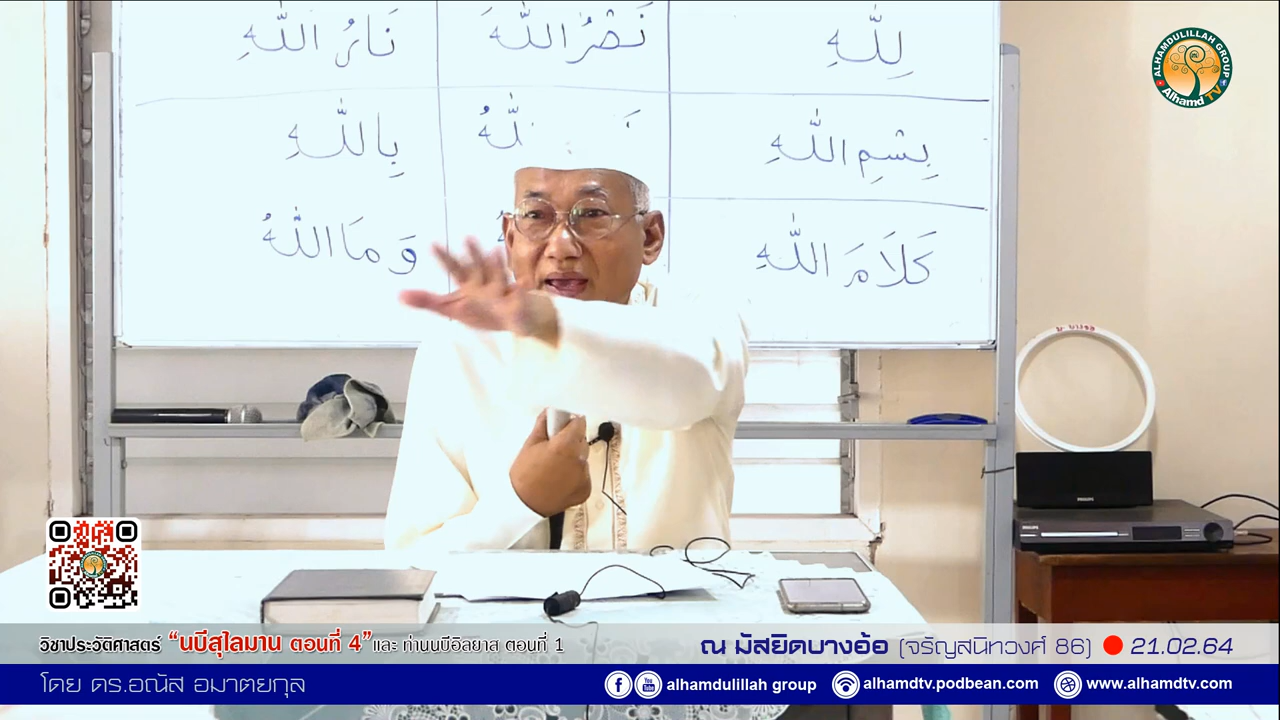 لِلّٰهِ
نَصْرُ اللّٰهِ
نَارُ اللّٰهِ
بِسْمِ اللّٰهِ
بِاللّٰهِ
كَلَامَ اللّٰهِ
وَمَا اللّٰهُ
ALHAMDULILLAH GROUP
Alhamd TV
PHILIPS
PHILIPS
วิชาประวัติศาสตร์ “นบีสุไลมาน ตอนที่ 4” และ ท่านนบีอิลยาส ตอนที่ 1
ณ มัสยิดบางอ้อ (จรัญสนิทวงศ์ 86) 21.02.64
โดย ดร.อณัส อมาตยกุล
f You Tube alhamdulillah group alhamdtv.podbean.com www.alhamdtv.com